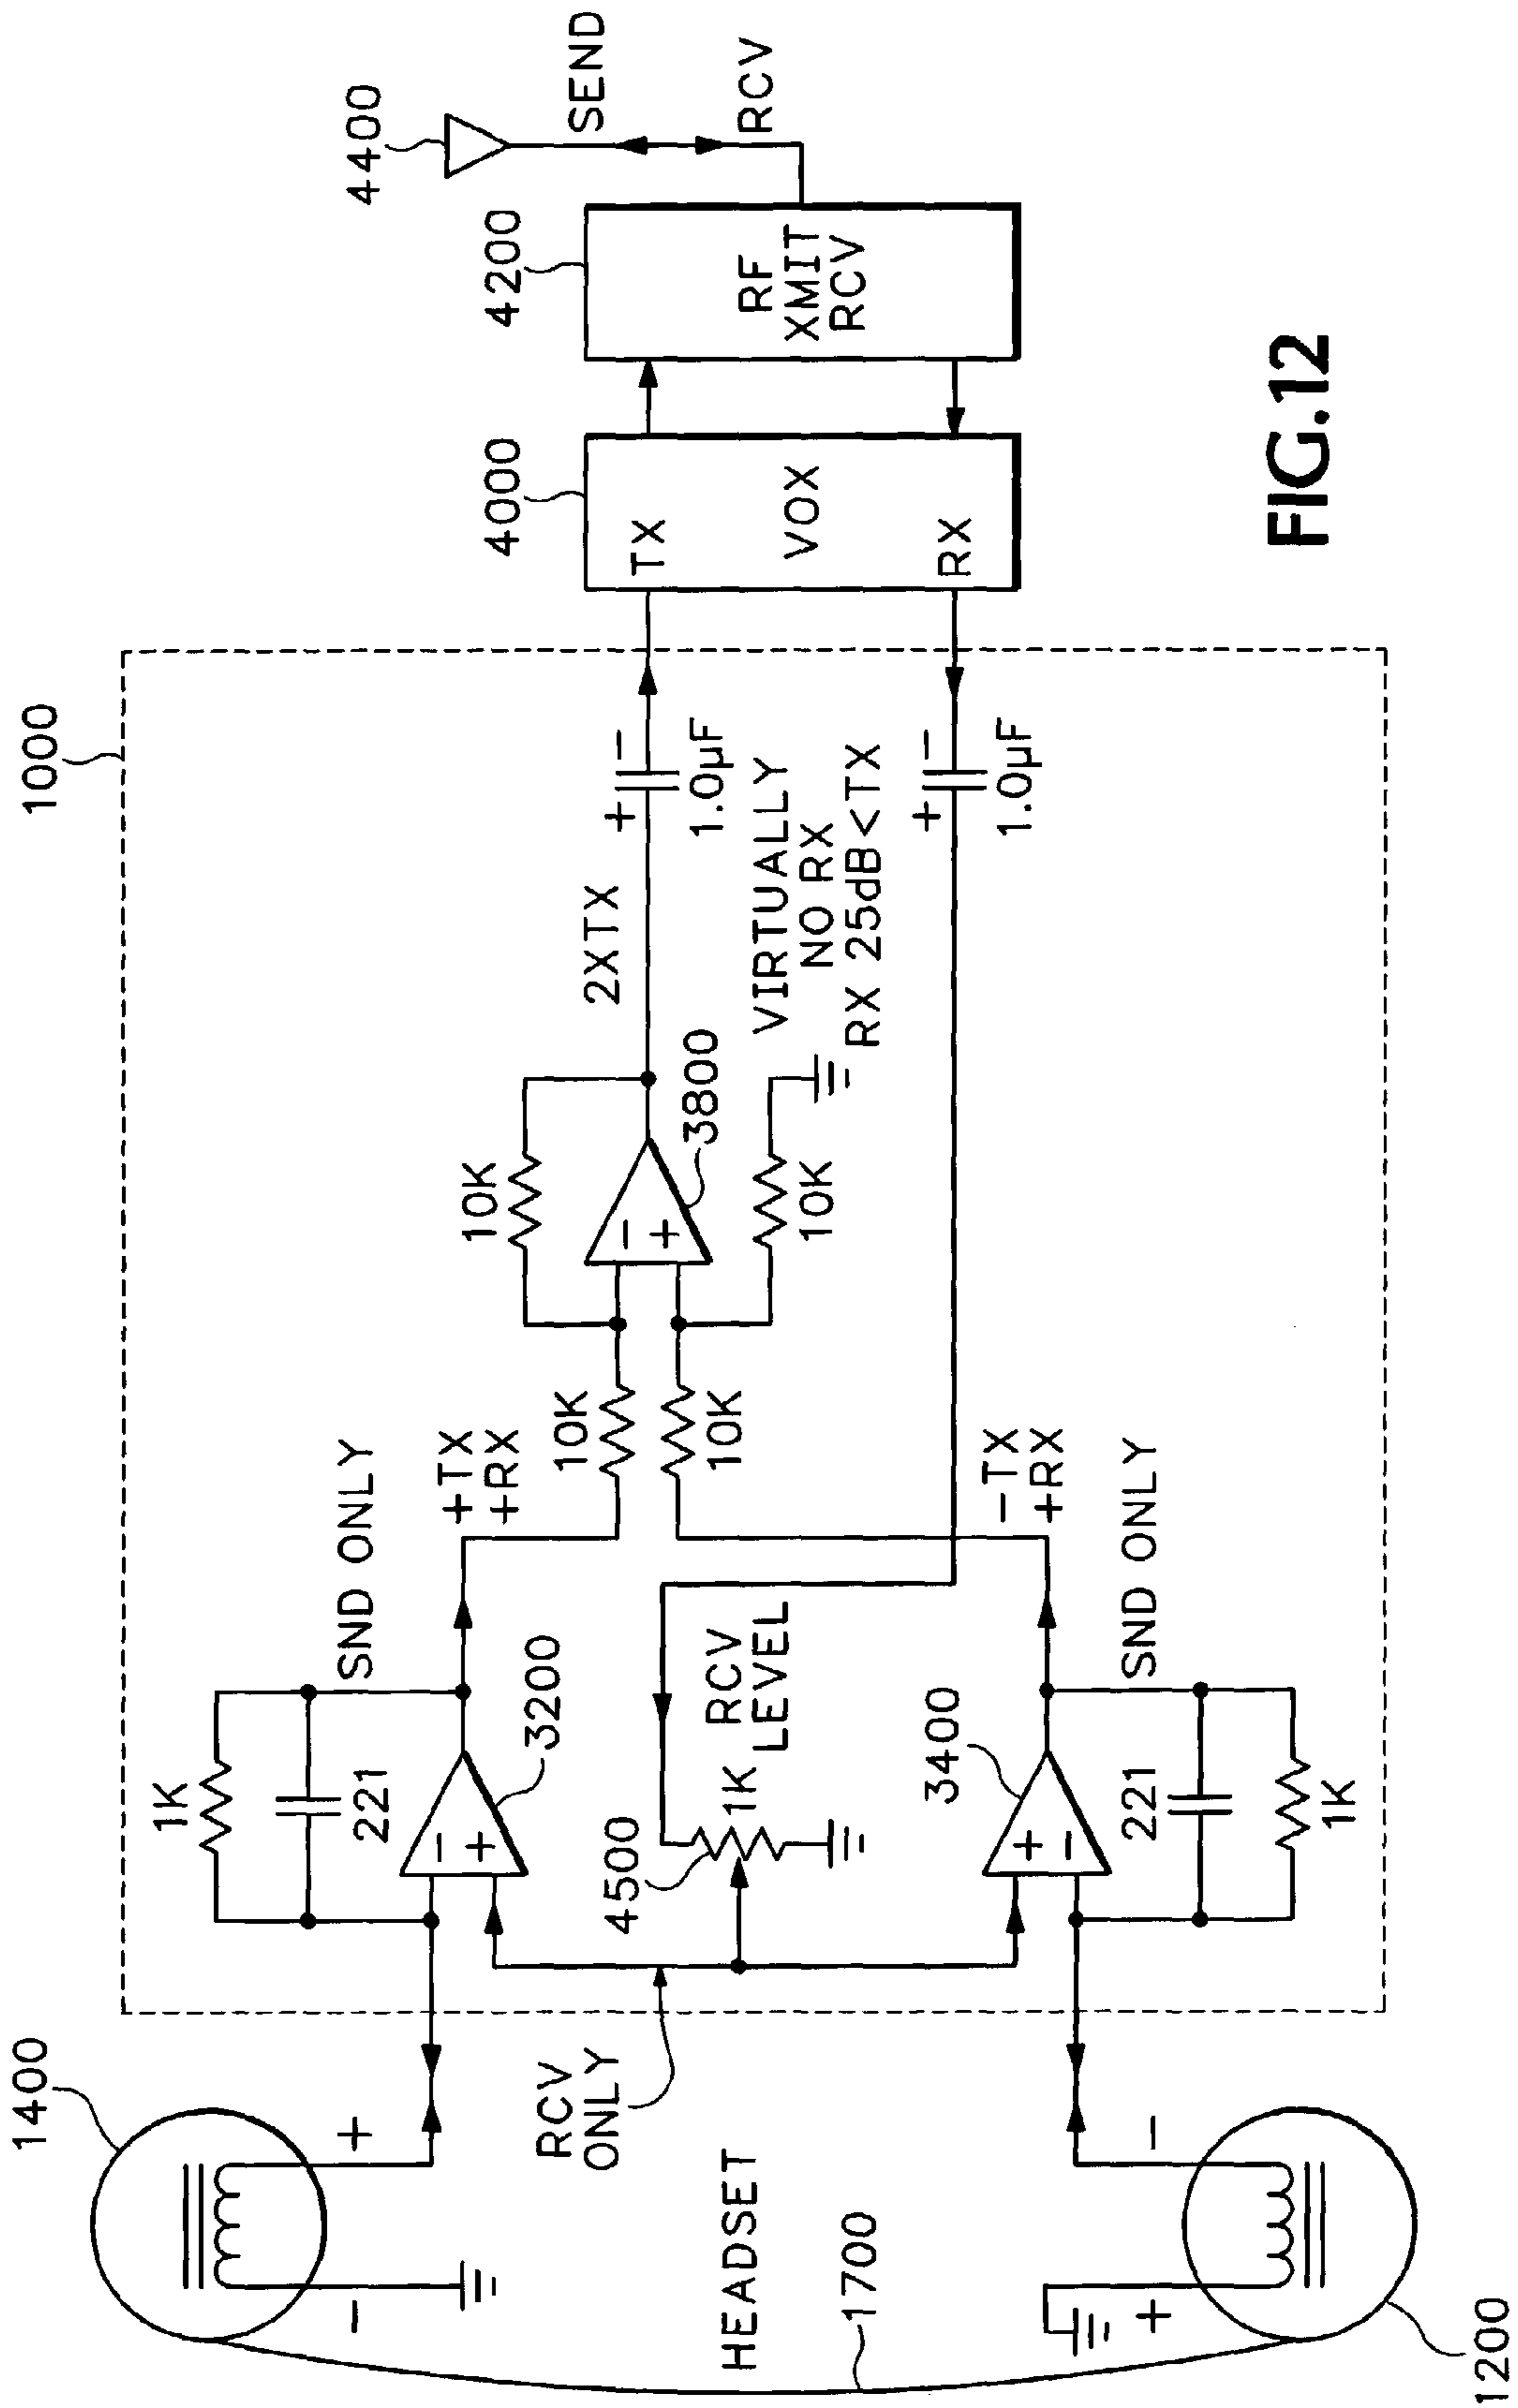 1400
1000
1K
221
SND ONLY
3200
+TX
+RX
10K
10K
10K
10K
3800
2XTX
+
−
1.0µF
VIRTUALLY
NO RX
RX 25dB<TX
+
−
1.0µF
4000
TX
VOX
RX
4200
RF
XMIT
RCV
4400
SEND
RCV
+
−
−
+
−
+
RCV
ONLY
4500
1K
RCV
LEVEL
HEADSET
1700
3400
+
−
−TX
+RX
SND ONLY
221
1K
−
+
1200
FIG.12